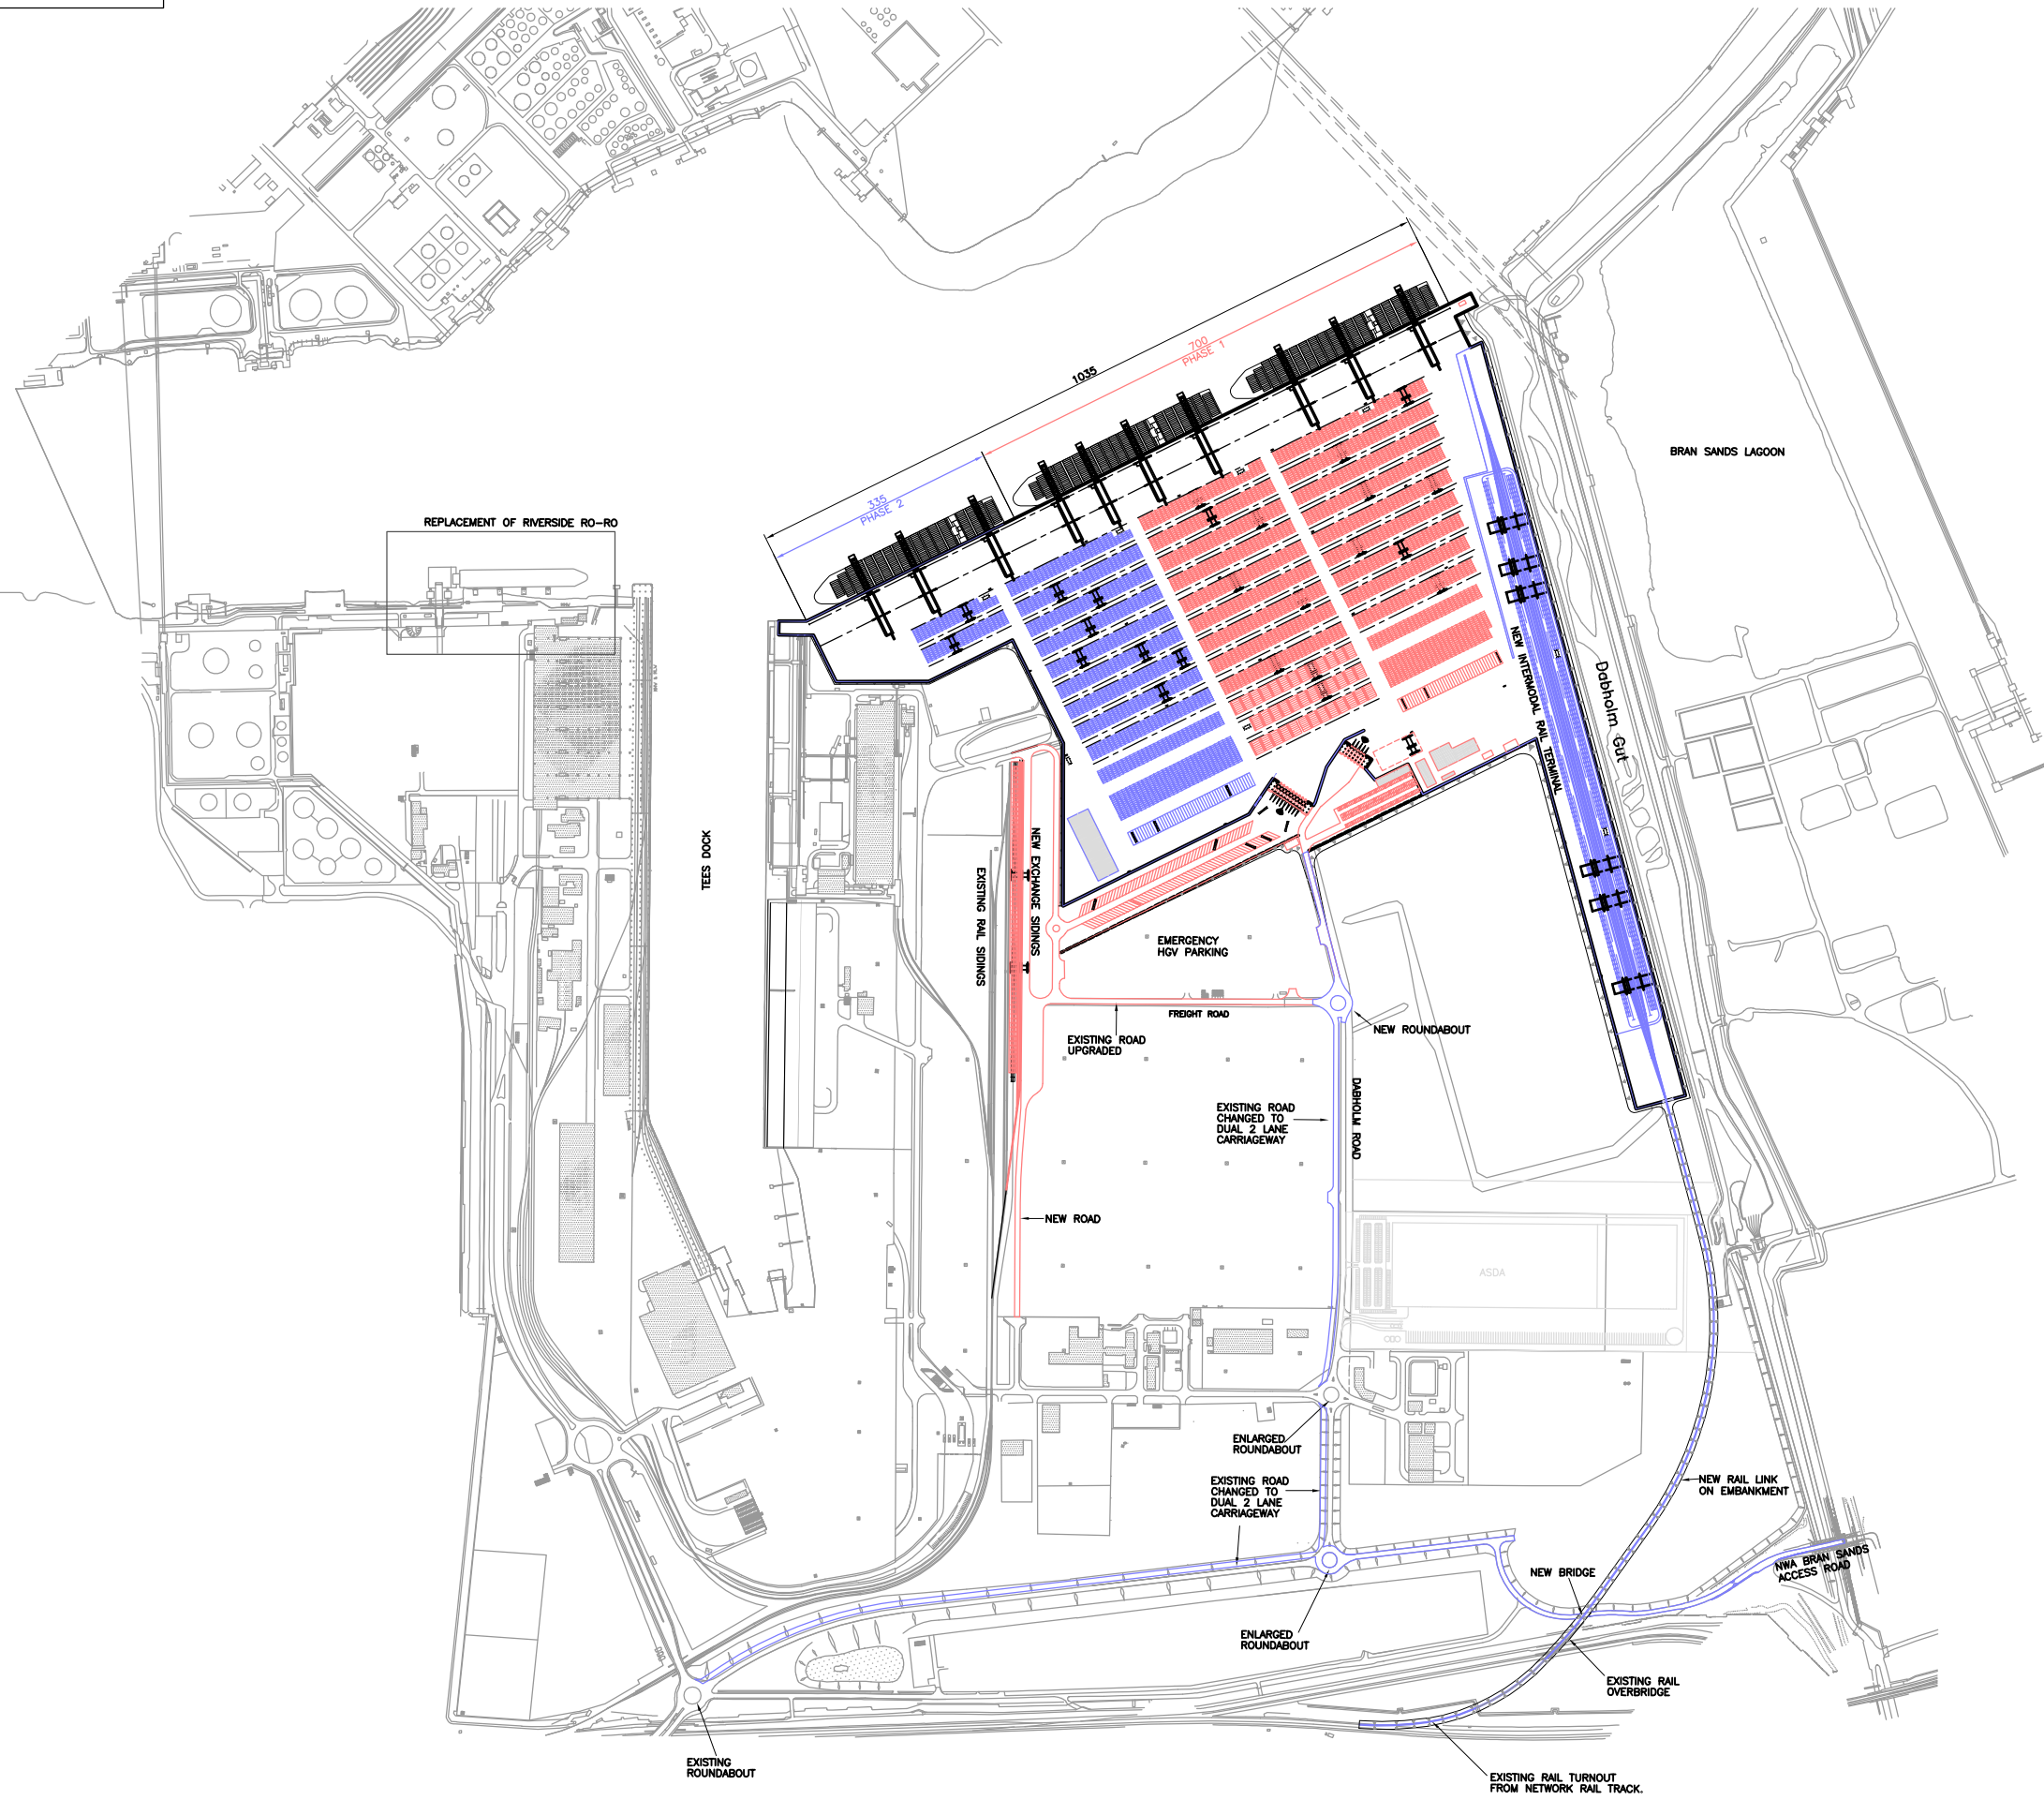 700
PHASE 1
1035
335
PHASE 2
BRAN SANDS LAGOON
REPLACEMENT OF RIVERSIDE RO-RO
NEW INTERMODAL RAIL TERMINAL
Dabholm Gut
TEES DOCK
EXISTING RAIL SIDINGS
NEW EXCHANGE SIDINGS
EMERGENCY
HGV PARKING
FREIGHT ROAD
EXISTING ROAD
UPGRADED
NEW ROUNDABOUT
EXISTING ROAD
CHANGED TO
DUAL 2 LANE
CARRIAGEWAY
DABHOLM ROAD
NEW ROAD
ASDA
ENLARGED
ROUNDABOUT
EXISTING ROAD
CHANGED TO
DUAL 2 LANE
CARRIAGEWAY
NEW RAIL LINK
ON EMBANKMENT
NEW BRIDGE
NWA BRAN SANDS
ACCESS ROAD
ENLARGED
ROUNDABOUT
EXISTING RAIL
OVERBRIDGE
EXISTING
ROUNDABOUT
EXISTING RAIL TURNOUT
FROM NETWORK RAIL TRACK.